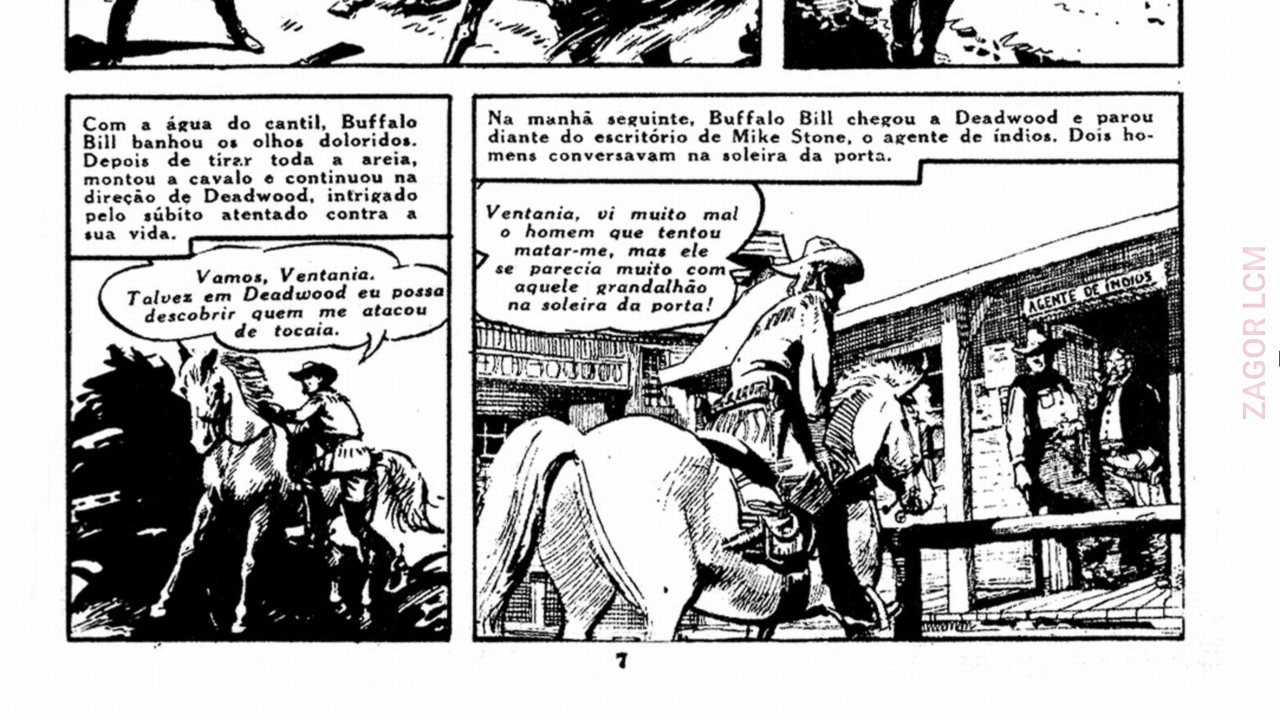 Com a água do cantil, Buffalo
Bill banhou os olhos doloridos.
Depois de tirar toda a areia,
montou a cavalo e continuou na
direção de Deadwood, intrigado
pelo súbito atentado contra a
sua vida.
Vamos, Ventania.
Talvez em Deadwood eu possa
descobrir quem me atacou
de tocaia.
Na manhã seguinte, Buffalo Bill chegou a Deadwood e parou
diante do escritório de Mike Stone, o agente de índios. Dois ho-
mens conversavam na soleira da porta.
Ventania, vi muito mal
o homem que tentou
matar-me, mas ele
se parecia muito com
aquele grandalhão
na soleira da porta!
AGENTE DE ÍNDIOS
7
ZAGOR LCM